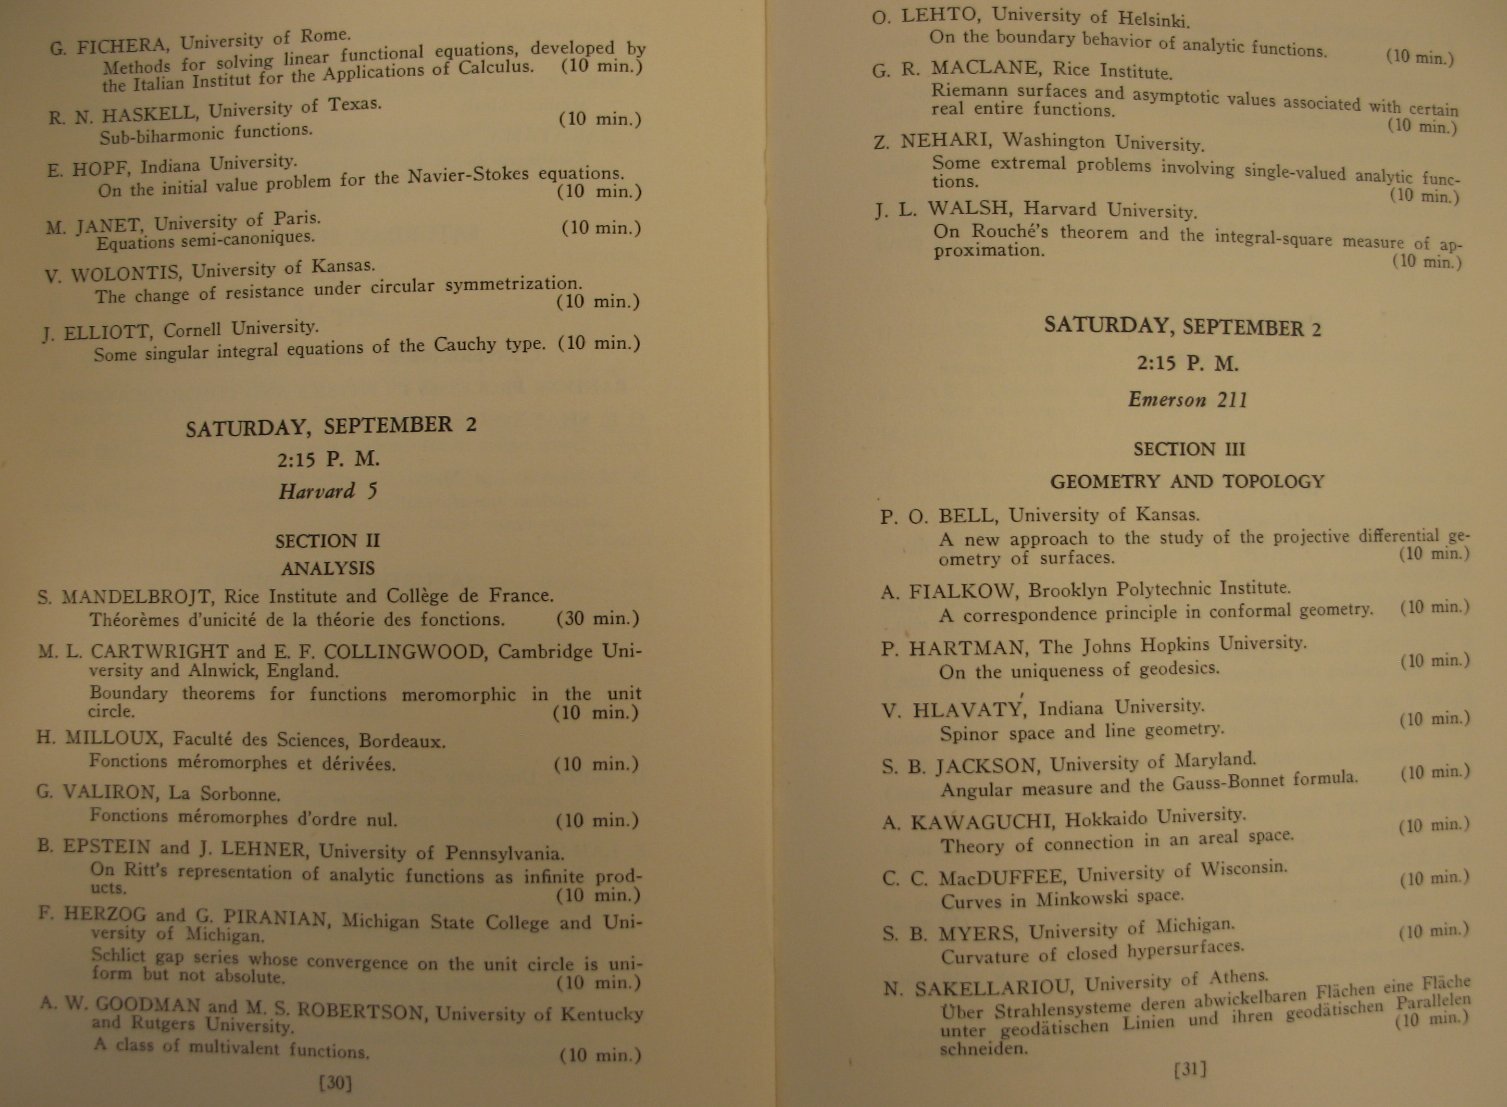 G. FICHERA, University of Rome.
Methods for solving linear functional equations, developed by
the Italian Institut for the Applications of Calculus. (10 min.)
R. N. HASKELL, University of Texas.
Sub-biharmonic functions. (10 min.)
E. HOPF, Indiana University.
On the initial value problem for the Navier-Stokes equations.
(10 min.)
M. JANET, University of Paris.
Equations semi-canoniques. (10 min.)
V. WOLONTIS, University of Kansas.
The change of resistance under circular symmetrization.
(10 min.)
J. ELLIOTT, Cornell University.
Some singular integral equations of the Cauchy type. (10 min.)
SATURDAY, SEPTEMBER 2
2:15 P. M.
Harvard 5
SECTION II
ANALYSIS
S. MANDELBROJT, Rice Institute and Collège de France.
Théorèmes d'unicité de la théorie des fonctions. (30 min.)
M. L. CARTWRIGHT and E. F. COLLINGWOOD, Cambridge Uni-
versity and Alnwick, England.
Boundary theorems for functions meromorphic in the unit
circle. (10 min.)
H. MILLOUX, Faculté des Sciences, Bordeaux.
Fonctions méromorphes et dérivées. (10 min.)
G. VALIRON, La Sorbonne.
Fonctions méromorphes d'ordre nul. (10 min.)
B. EPSTEIN and J. LEHNER, University of Pennsylvania.
On Ritt's representation of analytic functions as infinite prod-
ucts. (10 min.)
F. HERZOG and G. PIRANIAN, Michigan State College and Uni-
versity of Michigan.
Schlict gap series whose convergence on the unit circle is uni-
form but not absolute. (10 min.)
A. W. GOODMAN and M. S. ROBERTSON, University of Kentucky
and Rutgers University.
A class of multivalent functions. (10 min.)
[30]
O. LEHTO, University of Helsinki.
On the boundary behavior of analytic functions. (10 min.)
G. R. MACLANE, Rice Institute.
Riemann surfaces and asymptotic values associated with certain
real entire functions. (10 min.)
Z. NEHARI, Washington University.
Some extremal problems involving single-valued analytic func-
tions. (10 min.)
J. L. WALSH, Harvard University.
On Rouché's theorem and the integral-square measure of ap-
proximation. (10 min.)
SATURDAY, SEPTEMBER 2
2:15 P. M.
Emerson 211
SECTION III
GEOMETRY AND TOPOLOGY
P. O. BELL, University of Kansas.
A new approach to the study of the projective differential ge-
ometry of surfaces. (10 min.)
A. FIALKOW, Brooklyn Polytechnic Institute.
A correspondence principle in conformal geometry. (10 min.)
P. HARTMAN, The Johns Hopkins University.
On the uniqueness of geodesics. (10 min.)
V. HLAVATÝ, Indiana University.
Spinor space and line geometry. (10 min.)
S. B. JACKSON, University of Maryland.
Angular measure and the Gauss-Bonnet formula. (10 min.)
A. KAWAGUCHI, Hokkaido University.
Theory of connection in an areal space. (10 min.)
C. C. MacDUFFEE, University of Wisconsin.
Curves in Minkowski space. (10 min.)
S. B. MYERS, University of Michigan.
Curvature of closed hypersurfaces. (10 min.)
N. SAKELLARIOU, University of Athens.
Über Strahlensysteme deren abwickelbaren Flächen eine Fläche
unter geodätischen Linien und ihren geodätischen Parallelen
schneiden. (10 min.)
[31]